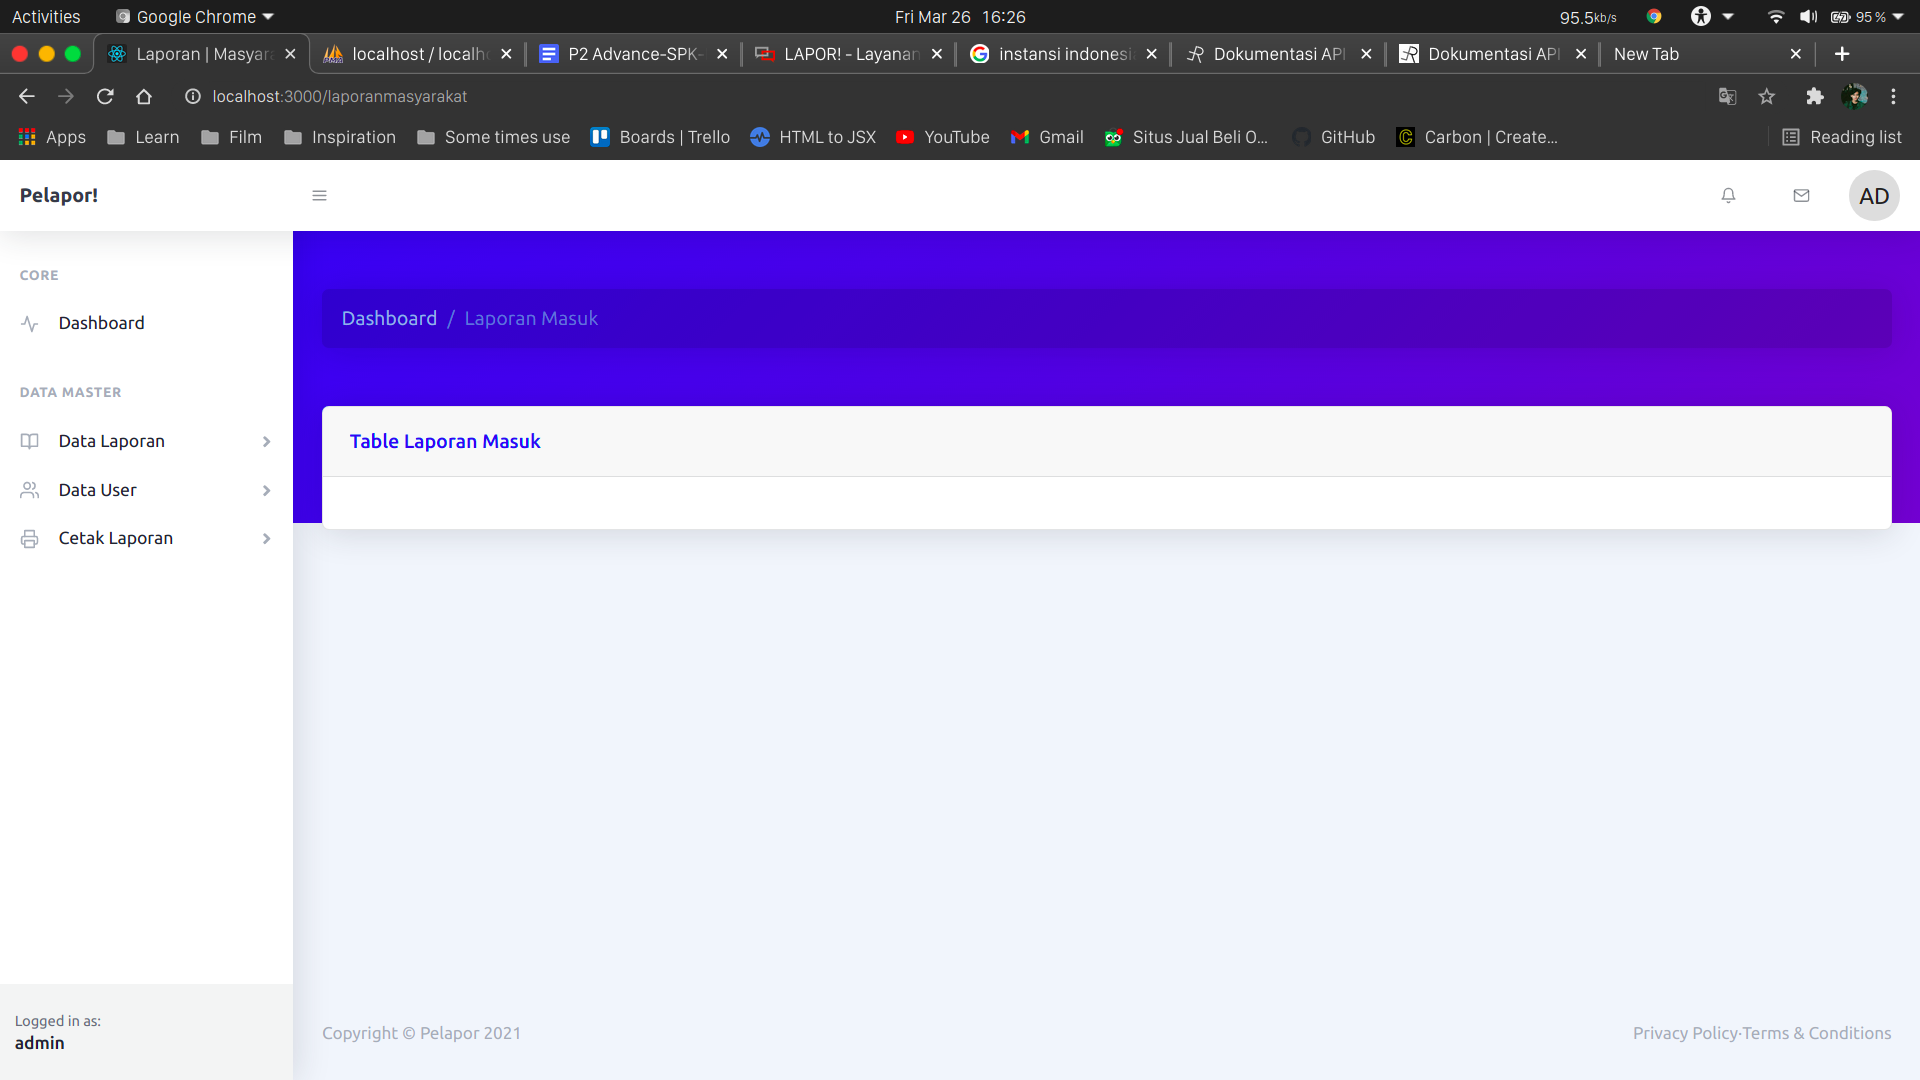 Activities Google Chrome Fri Mar 26 16:26 95.5kb/s 95 %
Laporan | Masyara localhost / localho P2 Advance-SPK- LAPOR! - Layanan instansi indonesi Dokumentasi API Dokumentasi API New Tab
localhost:3000/laporanmasyarakat
Apps Learn Film Inspiration Some times use Boards | Trello HTML to JSX YouTube Gmail Situs Jual Beli O... GitHub Carbon | Create... Reading list
Pelapor! AD
CORE
Dashboard
DATA MASTER
Data Laporan
Data User
Cetak Laporan
Logged in as:
admin
Dashboard / Laporan Masuk
Table Laporan Masuk
Copyright © Pelapor 2021 Privacy Policy·Terms & Conditions